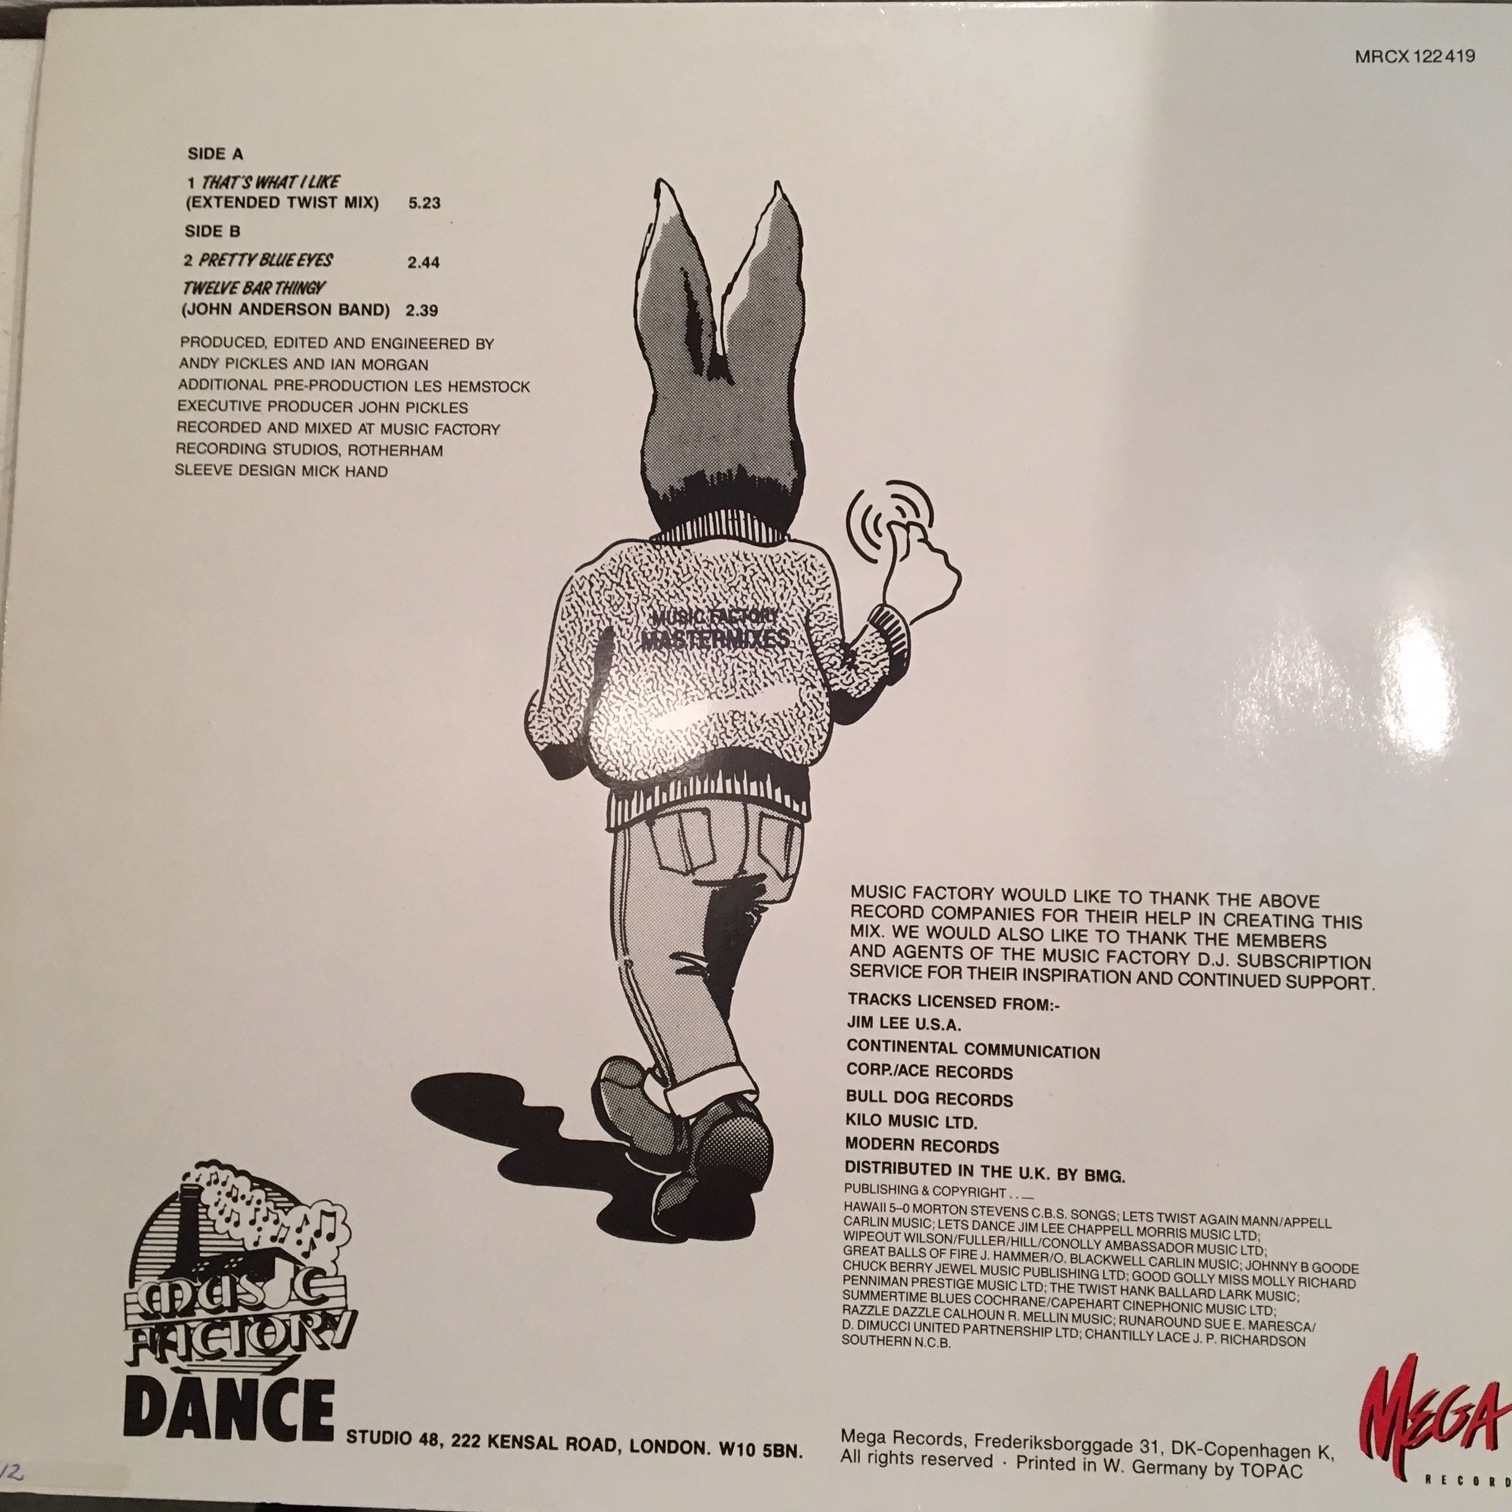 MRCX 122419
SIDE A
1 THAT'S WHAT I LIKE
(EXTENDED TWIST MIX) 5.23
SIDE B
2 PRETTY BLUE EYES 2.44
TWELVE BAR THINGY
(JOHN ANDERSON BAND) 2.39
PRODUCED, EDITED AND ENGINEERED BY
ANDY PICKLES AND IAN MORGAN
ADDITIONAL PRE-PRODUCTION LES HEMSTOCK
EXECUTIVE PRODUCER JOHN PICKLES
RECORDED AND MIXED AT MUSIC FACTORY
RECORDING STUDIOS, ROTHERHAM
SLEEVE DESIGN MICK HAND
MUSIC FACTORY
MASTERMIXES
MUSIC FACTORY WOULD LIKE TO THANK THE ABOVE
RECORD COMPANIES FOR THEIR HELP IN CREATING THIS
MIX. WE WOULD ALSO LIKE TO THANK THE MEMBERS
AND AGENTS OF THE MUSIC FACTORY D.J. SUBSCRIPTION
SERVICE FOR THEIR INSPIRATION AND CONTINUED SUPPORT.
TRACKS LICENSED FROM:-
JIM LEE U.S.A.
CONTINENTAL COMMUNICATION
CORP./ACE RECORDS
BULL DOG RECORDS
KILO MUSIC LTD.
MODERN RECORDS
DISTRIBUTED IN THE U.K. BY BMG.
PUBLISHING & COPYRIGHT . . —
HAWAII 5–0 MORTON STEVENS C.B.S. SONGS; LETS TWIST AGAIN MANN/APPELL
CARLIN MUSIC; LETS DANCE JIM LEE CHAPPELL MORRIS MUSIC LTD;
WIPEOUT WILSON/FULLER/HILL/CONOLLY AMBASSADOR MUSIC LTD;
GREAT BALLS OF FIRE J. HAMMER/O. BLACKWELL CARLIN MUSIC; JOHNNY B GOODE
CHUCK BERRY JEWEL MUSIC PUBLISHING LTD; GOOD GOLLY MISS MOLLY RICHARD
PENNIMAN PRESTIGE MUSIC LTD; THE TWIST HANK BALLARD LARK MUSIC;
SUMMERTIME BLUES COCHRANE/CAPEHART CINEPHONIC MUSIC LTD;
RAZZLE DAZZLE CALHOUN R. MELLIN MUSIC; RUNAROUND SUE E. MARESCA/
D. DIMUCCI UNITED PARTNERSHIP LTD; CHANTILLY LACE J. P. RICHARDSON
SOUTHERN N.C.B.
music
FACTORY
DANCE
STUDIO 48, 222 KENSAL ROAD, LONDON. W10 5BN.
Mega Records, Frederiksborggade 31, DK-Copenhagen K,
All rights reserved · Printed in W. Germany by TOPAC
MEGA
RECORD
12